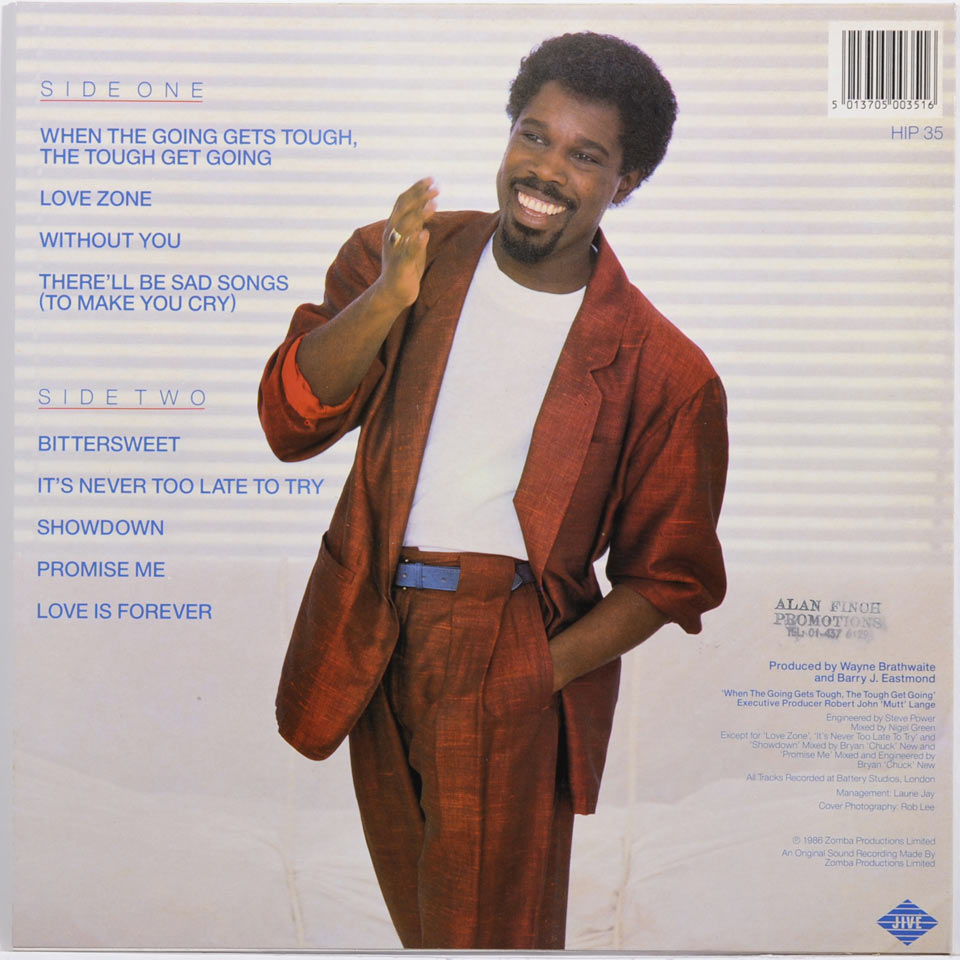 SIDE ONE
WHEN THE GOING GETS TOUGH,
THE TOUGH GET GOING
LOVE ZONE
WITHOUT YOU
THERE'LL BE SAD SONGS
(TO MAKE YOU CRY)
SIDE TWO
BITTERSWEET
IT'S NEVER TOO LATE TO TRY
SHOWDOWN
PROMISE ME
LOVE IS FOREVER
5 013705 003516
HIP 35
ALAN FINCH
PROMOTIONS
TEL: 01-437 6129
Produced by Wayne Brathwaite
and Barry J. Eastmond
'When The Going Gets Tough, The Tough Get Going'
Executive Producer Robert John 'Mutt' Lange
Engineered by Steve Power
Mixed by Nigel Green
Except for 'Love Zone', 'It's Never Too Late To Try' and
'Showdown' Mixed by Bryan 'Chuck' New and
'Promise Me' Mixed and Engineered by
Bryan 'Chuck' New
All Tracks Recorded at Battery Studios, London
Management: Laurie Jay
Cover Photography: Rob Lee
℗ 1986 Zomba Productions Limited
An Original Sound Recording Made By
Zomba Productions Limited
JIVE